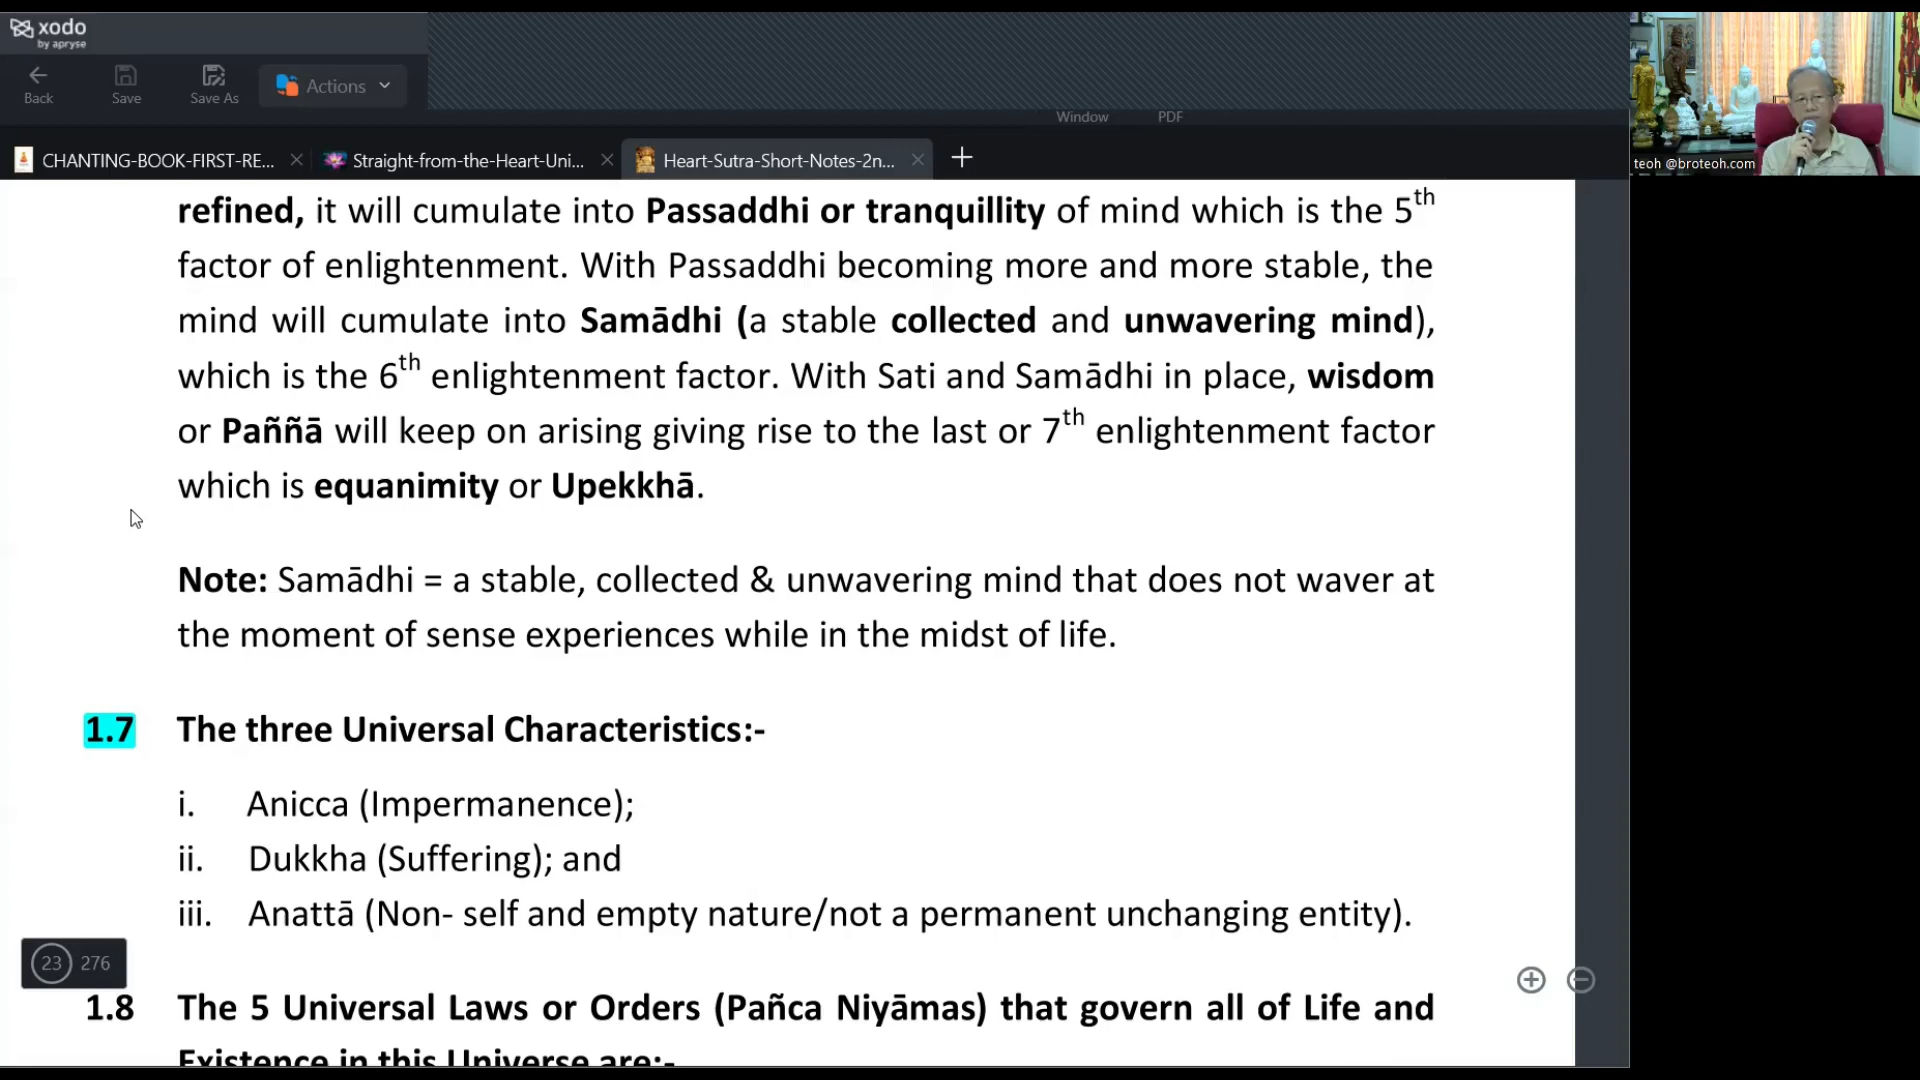 xodo
by apryse
Back
Save
Save As
Actions
Window
PDF
CHANTING-BOOK-FIRST-RE...
Straight-from-the-Heart-Uni...
Heart-Sutra-Short-Notes-2n...
teoh @broteoh.com
refined, it will cumulate into Passaddhi or tranquillity of mind which is the 5th
factor of enlightenment. With Passaddhi becoming more and more stable, the
mind will cumulate into Samādhi (a stable collected and unwavering mind),
which is the 6th enlightenment factor. With Sati and Samādhi in place, wisdom
or Paññā will keep on arising giving rise to the last or 7th enlightenment factor
which is equanimity or Upekkhā.
Note: Samādhi = a stable, collected & unwavering mind that does not waver at
the moment of sense experiences while in the midst of life.
1.7 The three Universal Characteristics:-
i. Anicca (Impermanence);
ii. Dukkha (Suffering); and
iii. Anattā (Non- self and empty nature/not a permanent unchanging entity).
23 276
1.8 The 5 Universal Laws or Orders (Pañca Niyāmas) that govern all of Life and
Existence in this Universe are:-